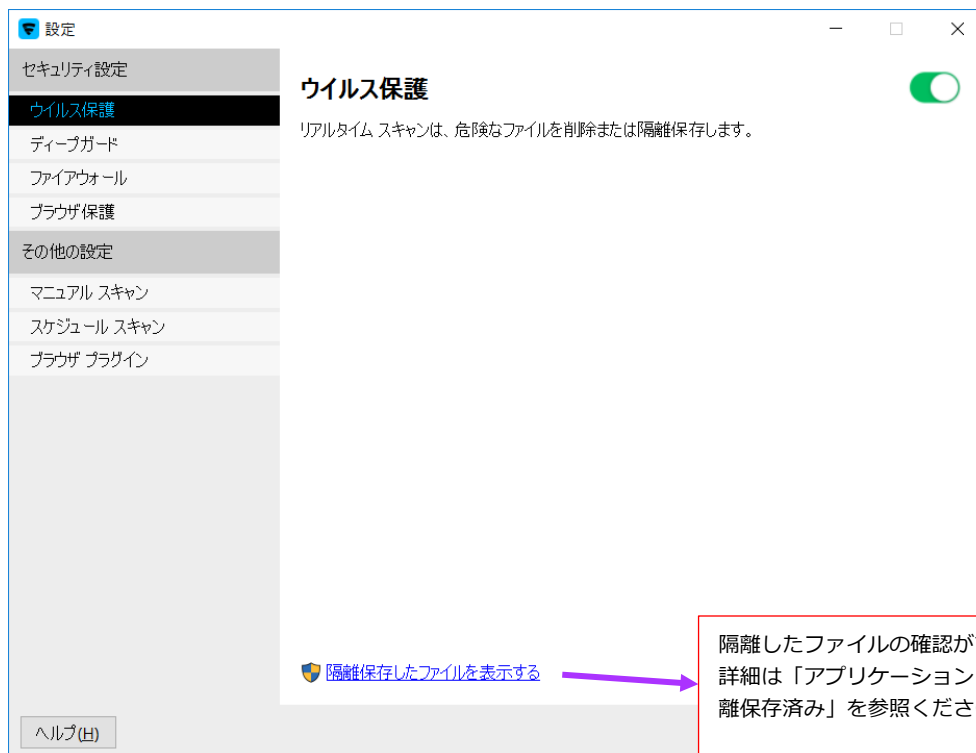 設定
セキュリティ設定
ウイルス保護
ディープガード
ファイアウォール
ブラウザ保護
その他の設定
マニュアル スキャン
スケジュール スキャン
ブラウザ プラグイン
ヘルプ(H)
ウイルス保護
リアルタイム スキャンは、危険なファイルを削除または隔離保存します。
隔離保存したファイルを表示する
隔離したファイルの確認が
詳細は「アプリケーション
離保存済み」を参照くださ